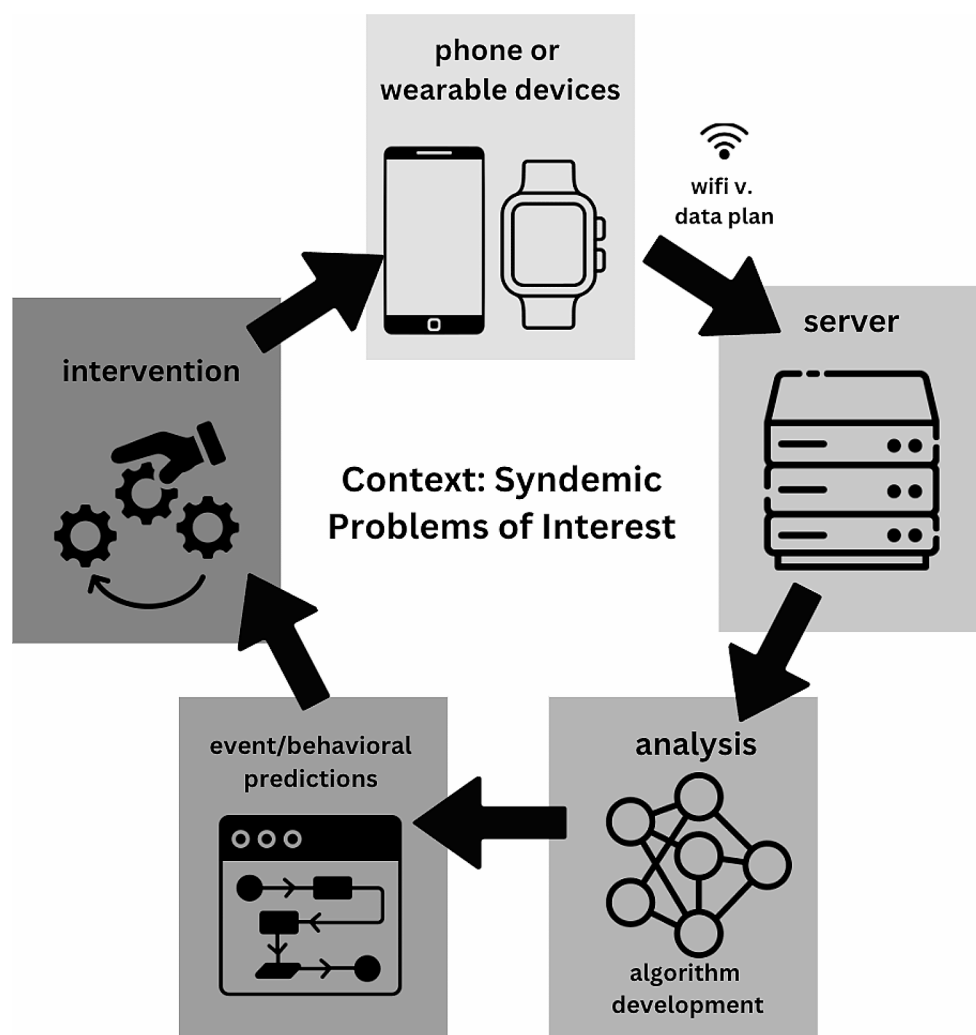 phone or
wearable devices
wifi v.
data plan
server
intervention
Context: Syndemic
Problems of Interest
analysis
algorithm
development
event/behavioral
predictions